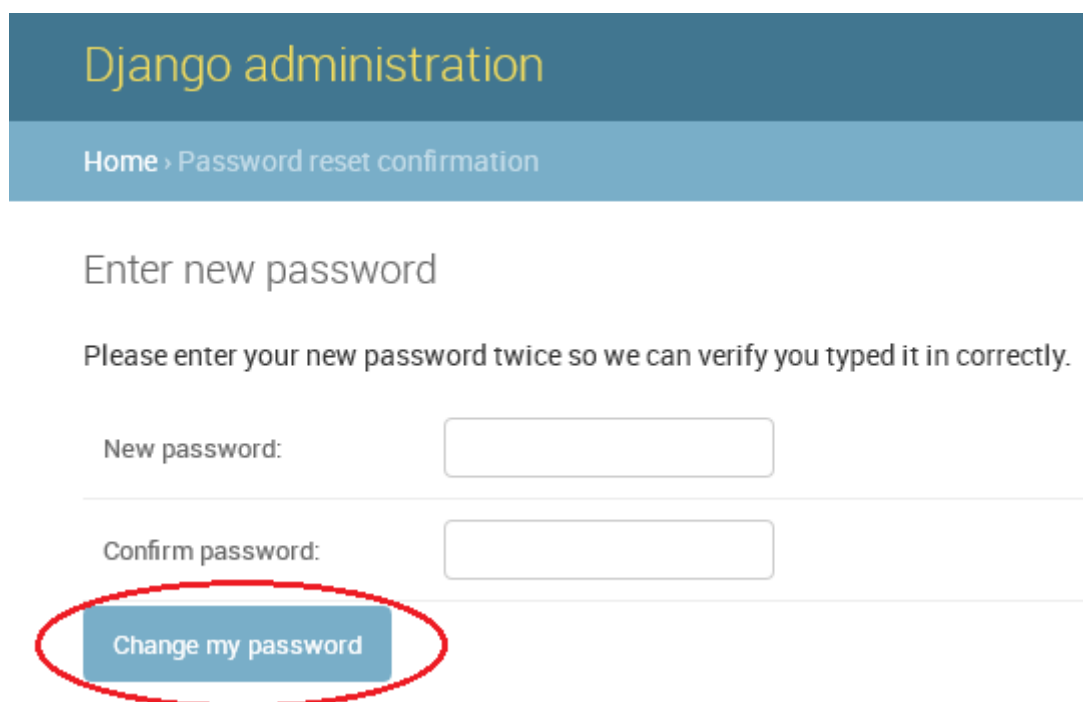 Django administration
Home › Password reset confirmation
Enter new password
Please enter your new password twice so we can verify you typed it in correctly.
New password:
Confirm password:
Change my password